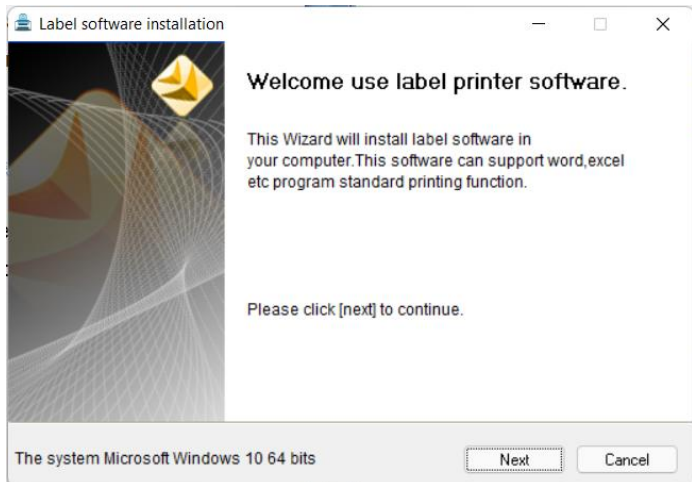 Label software installation
Welcome use label printer software.
This Wizard will install label software in
your computer.This software can support word,excel
etc program standard printing function.
Please click [next] to continue.
The system Microsoft Windows 10 64 bits
Next
Cancel